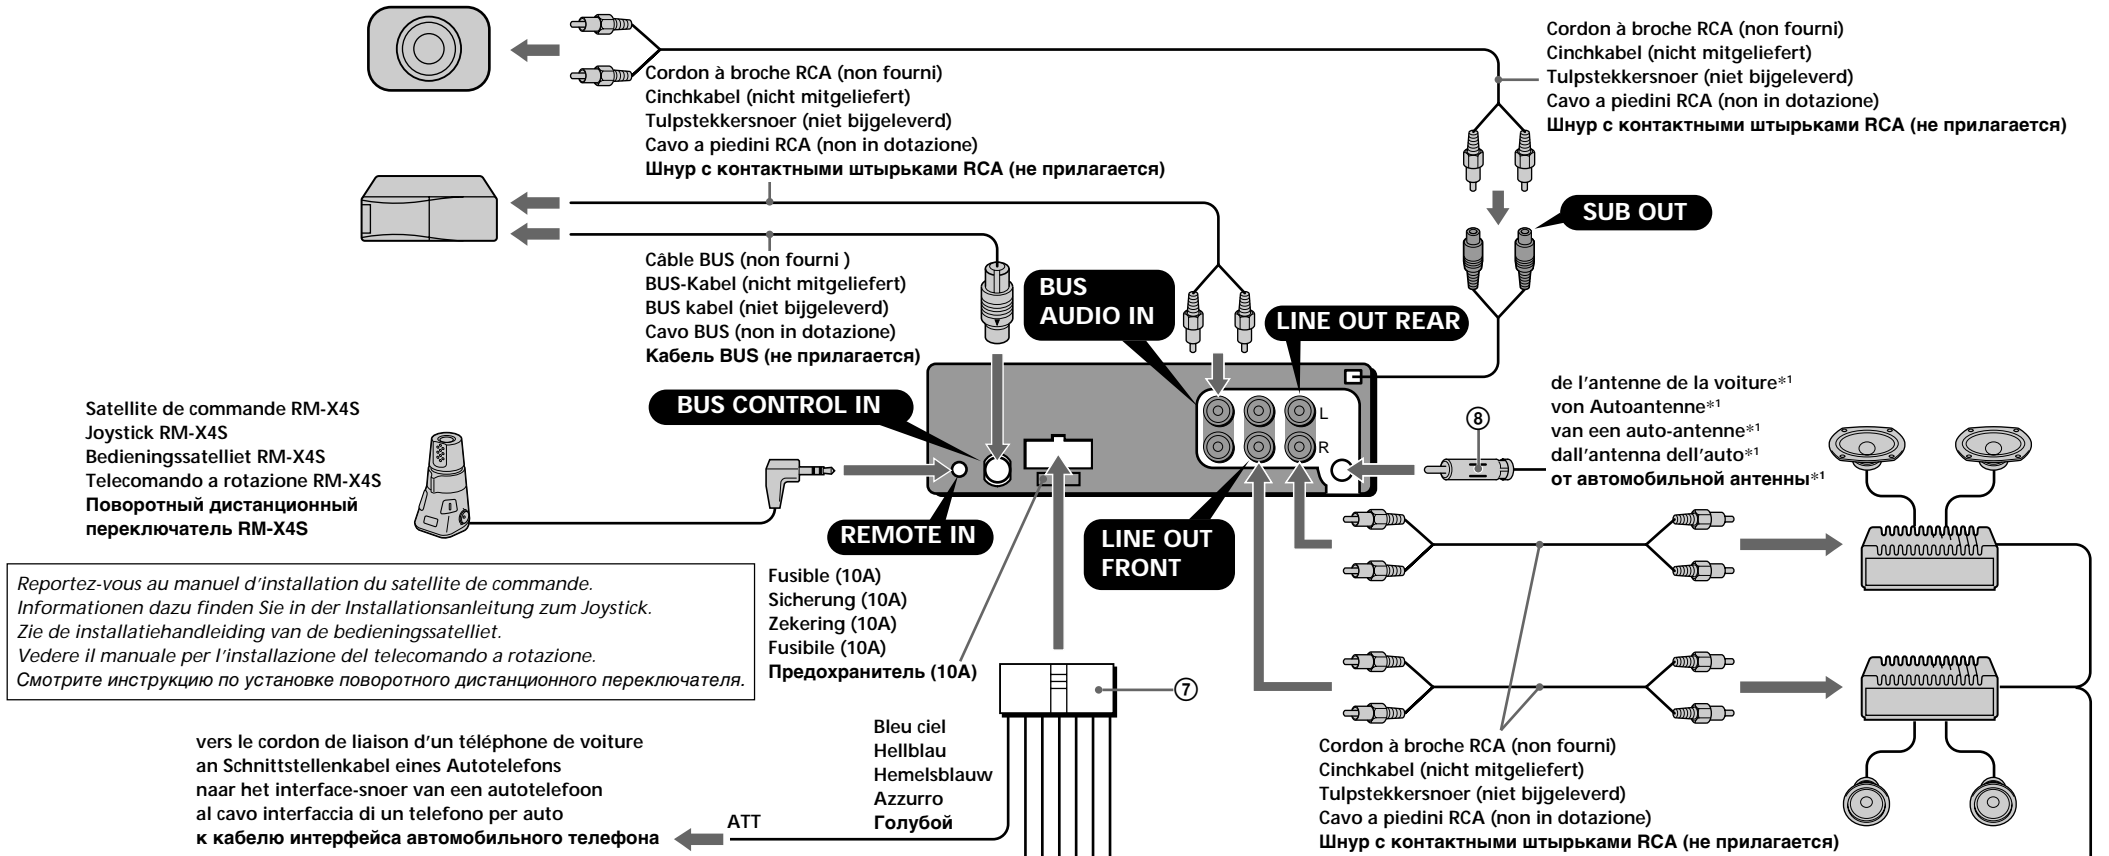 Cordon à broche RCA (non fourni)
Cinchkabel (nicht mitgeliefert)
Tulpstekkersnoer (niet bijgeleverd)
Cavo a piedini RCA (non in dotazione)
Шнур с контактными штырьками RCA (не прилагается)
Cordon à broche RCA (non fourni)
Cinchkabel (nicht mitgeliefert)
Tulpstekkersnoer (niet bijgeleverd)
Cavo a piedini RCA (non in dotazione)
Шнур с контактными штырьками RCA (не прилагается)
SUB OUT
Câble BUS (non fourni )
BUS-Kabel (nicht mitgeliefert)
BUS kabel (niet bijgeleverd)
Cavo BUS (non in dotazione)
Кабель BUS (не прилагается)
BUS
AUDIO IN
LINE OUT REAR
BUS CONTROL IN
L
R
Satellite de commande RM-X4S
Joystick RM-X4S
Bedieningssatelliet RM-X4S
Telecomando a rotazione RM-X4S
Поворотный дистанционный
переключатель RM-X4S
⑧
de l'antenne de la voiture*1
von Autoantenne*1
van een auto-antenne*1
dall'antenna dell'auto*1
от автомобильной антенны*1
REMOTE IN
LINE OUT
FRONT
Reportez-vous au manuel d'installation du satellite de commande.
Informationen dazu finden Sie in der Installationsanleitung zum Joystick.
Zie de installatiehandleiding van de bedieningssatelliet.
Vedere il manuale per l'installazione del telecomando a rotazione.
Смотрите инструкцию по установке поворотного дистанционного переключателя.
Fusible (10A)
Sicherung (10A)
Zekering (10A)
Fusibile (10A)
Предохранитель (10A)
⑦
vers le cordon de liaison d'un téléphone de voiture
an Schnittstellenkabel eines Autotelefons
naar het interface-snoer van een autotelefoon
al cavo interfaccia di un telefono per auto
к кабелю интерфейса автомобильного телефона
ATT
Bleu ciel
Hellblau
Hemelsblauw
Azzurro
Голубой
Cordon à broche RCA (non fourni)
Cinchkabel (nicht mitgeliefert)
Tulpstekkersnoer (niet bijgeleverd)
Cavo a piedini RCA (non in dotazione)
Шнур с контактными штырьками RCA (не прилагается)